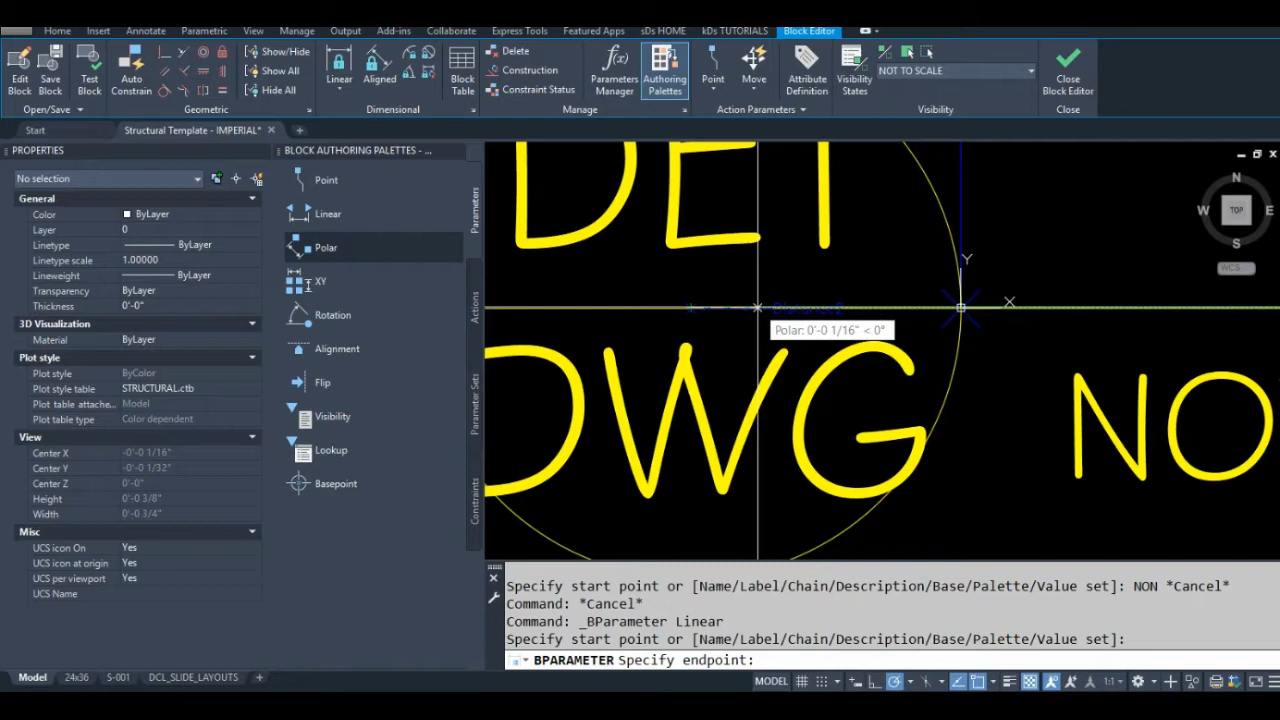 Home Insert Annotate Parametric View Manage Output Add-ins Collaborate Express Tools Featured Apps sDs HOME kDs TUTORIALS Block Editor
Edit Block
Save Block
Test Block
Auto Constrain
Show/Hide
Show All
Hide All
Linear
Aligned
Block Table
Delete
Construction
Constraint Status
Parameters Manager
Authoring Palettes
Point
Move
Attribute Definition
Visibility States
NOT TO SCALE
Close Block Editor
Open/Save
Geometric
Dimensional
Manage
Action Parameters
Visibility
Close
Start
Structural Template - IMPERIAL*
PROPERTIES
No selection
General
Color ByLayer
Layer 0
Linetype ByLayer
Linetype scale 1.00000
Lineweight ByLayer
Transparency ByLayer
Thickness 0'-0"
3D Visualization
Material ByLayer
Plot style
Plot style ByColor
Plot style table STRUCTURAL.ctb
Plot table attache... Model
Plot table type Color dependent
View
Center X -0'-0 1/16"
Center Y -0'-0 1/32"
Center Z 0'-0"
Height 0'-0 3/8"
Width 0'-0 3/4"
Misc
UCS icon On Yes
UCS icon at origin Yes
UCS per viewport Yes
UCS Name
BLOCK AUTHORING PALETTES - ...
Point
Linear
Polar
XY
Rotation
Alignment
Flip
Visibility
Lookup
Basepoint
Parameters
Actions
Parameter Sets
Constraints
DET
DWG NO
Y
X
Polar: 0'-0 1/16" < 0°
N
W TOP E
S
WCS
Specify start point or [Name/Label/Chain/Description/Base/Palette/Value set]: NON *Cancel*
Command: *Cancel*
Command: _BParameter Linear
Specify start point or [Name/Label/Chain/Description/Base/Palette/Value set]:
BPARAMETER Specify endpoint:
Model 24x36 S-001 DCL_SLIDE_LAYOUTS
MODEL 1:1